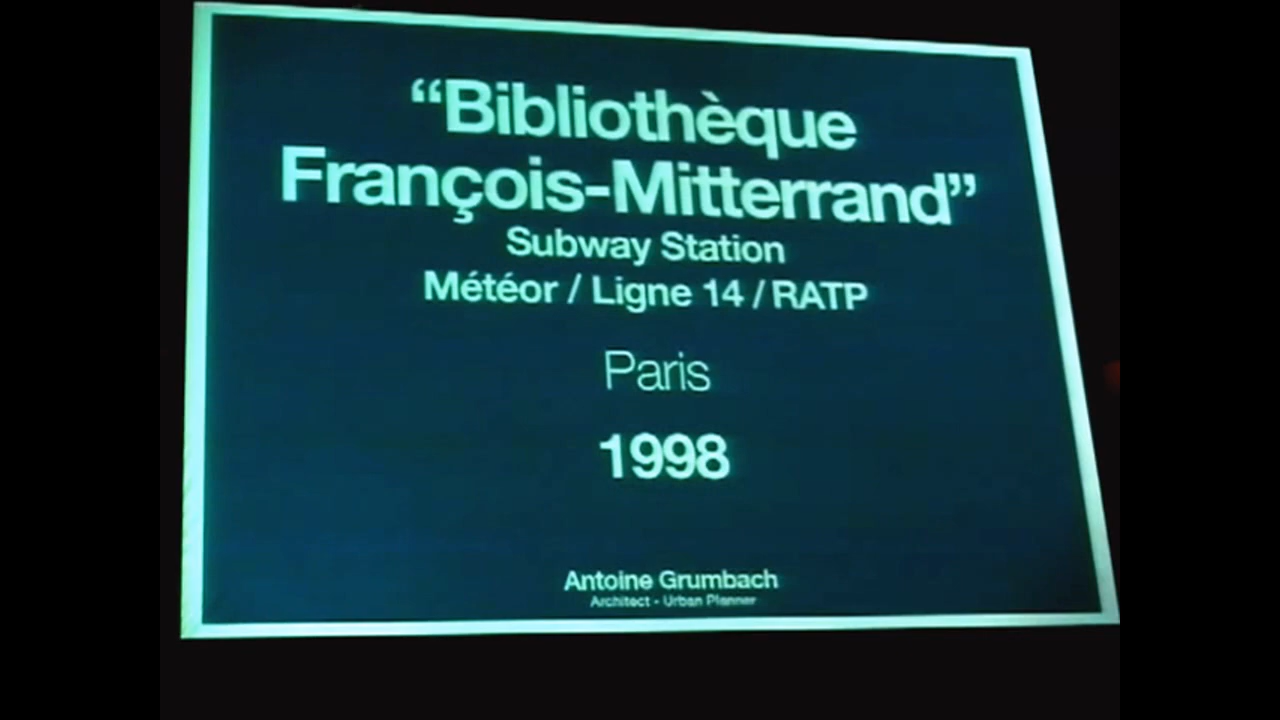 “Bibliothèque
François-Mitterrand”
Subway Station
Météor / Ligne 14 / RATP
Paris
1998
Antoine Grumbach
Architect - Urban Planner